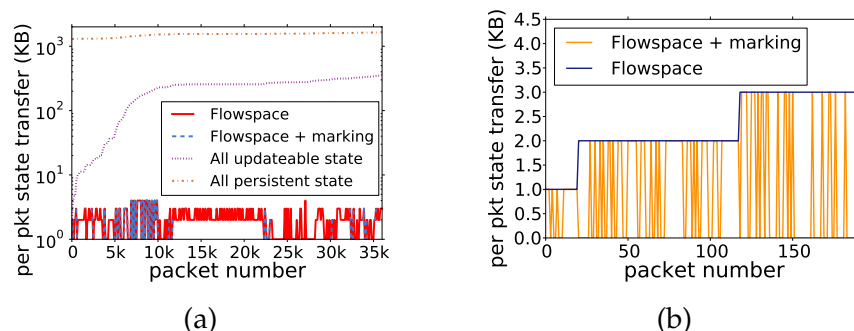 per pkt state transfer (KB)
10³
10²
10¹
10⁰
Flowspace
Flowspace + marking
All updateable state
All persistent state
0 5k 10k 15k 20k 25k 30k 35k
packet number
(a)
per pkt state transfer (KB)
4.5
4.0
3.5
3.0
2.5
2.0
1.5
1.0
0.5
0.0
Flowspace + marking
Flowspace
0 50 100 150
packet number
(b)